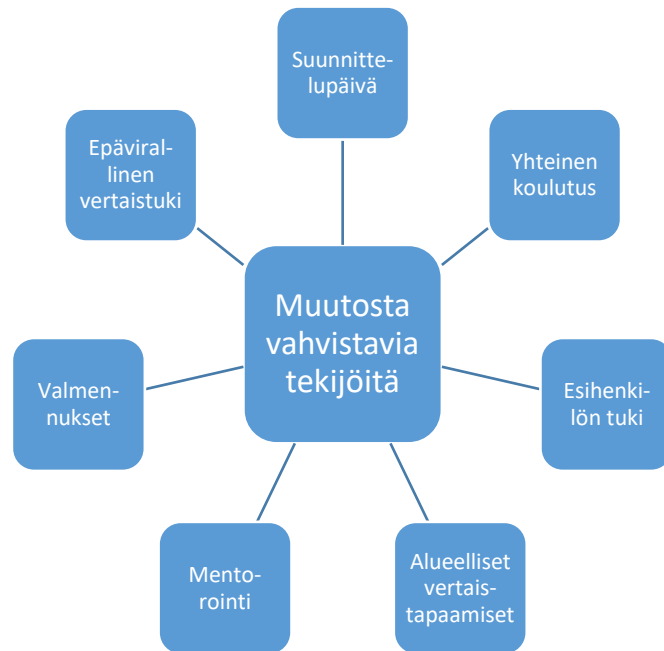 Suunnitte-
lupäivä
Epäviral-
linen
vertaistuki
Yhteinen
koulutus
Muutosta
vahvistavia
tekijöitä
Valmen-
nukset
Esihenki-
lön tuki
Mento-
rointi
Alueelliset
vertais-
tapaamiset